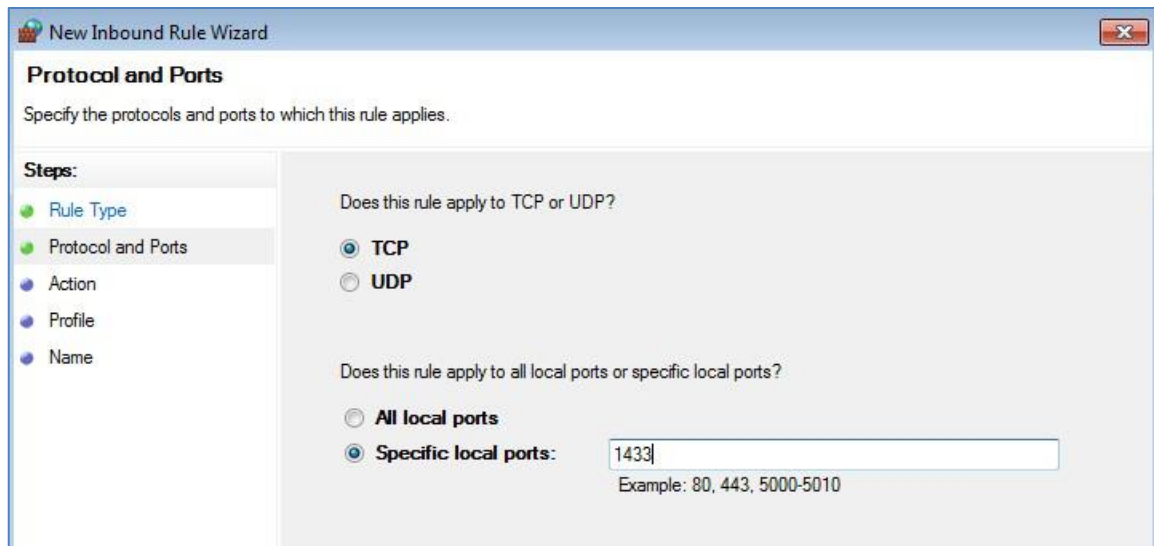 New Inbound Rule Wizard
Protocol and Ports
Specify the protocols and ports to which this rule applies.
Steps:
Rule Type
Protocol and Ports
Action
Profile
Name
Does this rule apply to TCP or UDP?
TCP
UDP
Does this rule apply to all local ports or specific local ports?
All local ports
Specific local ports: 1433
Example: 80, 443, 5000-5010